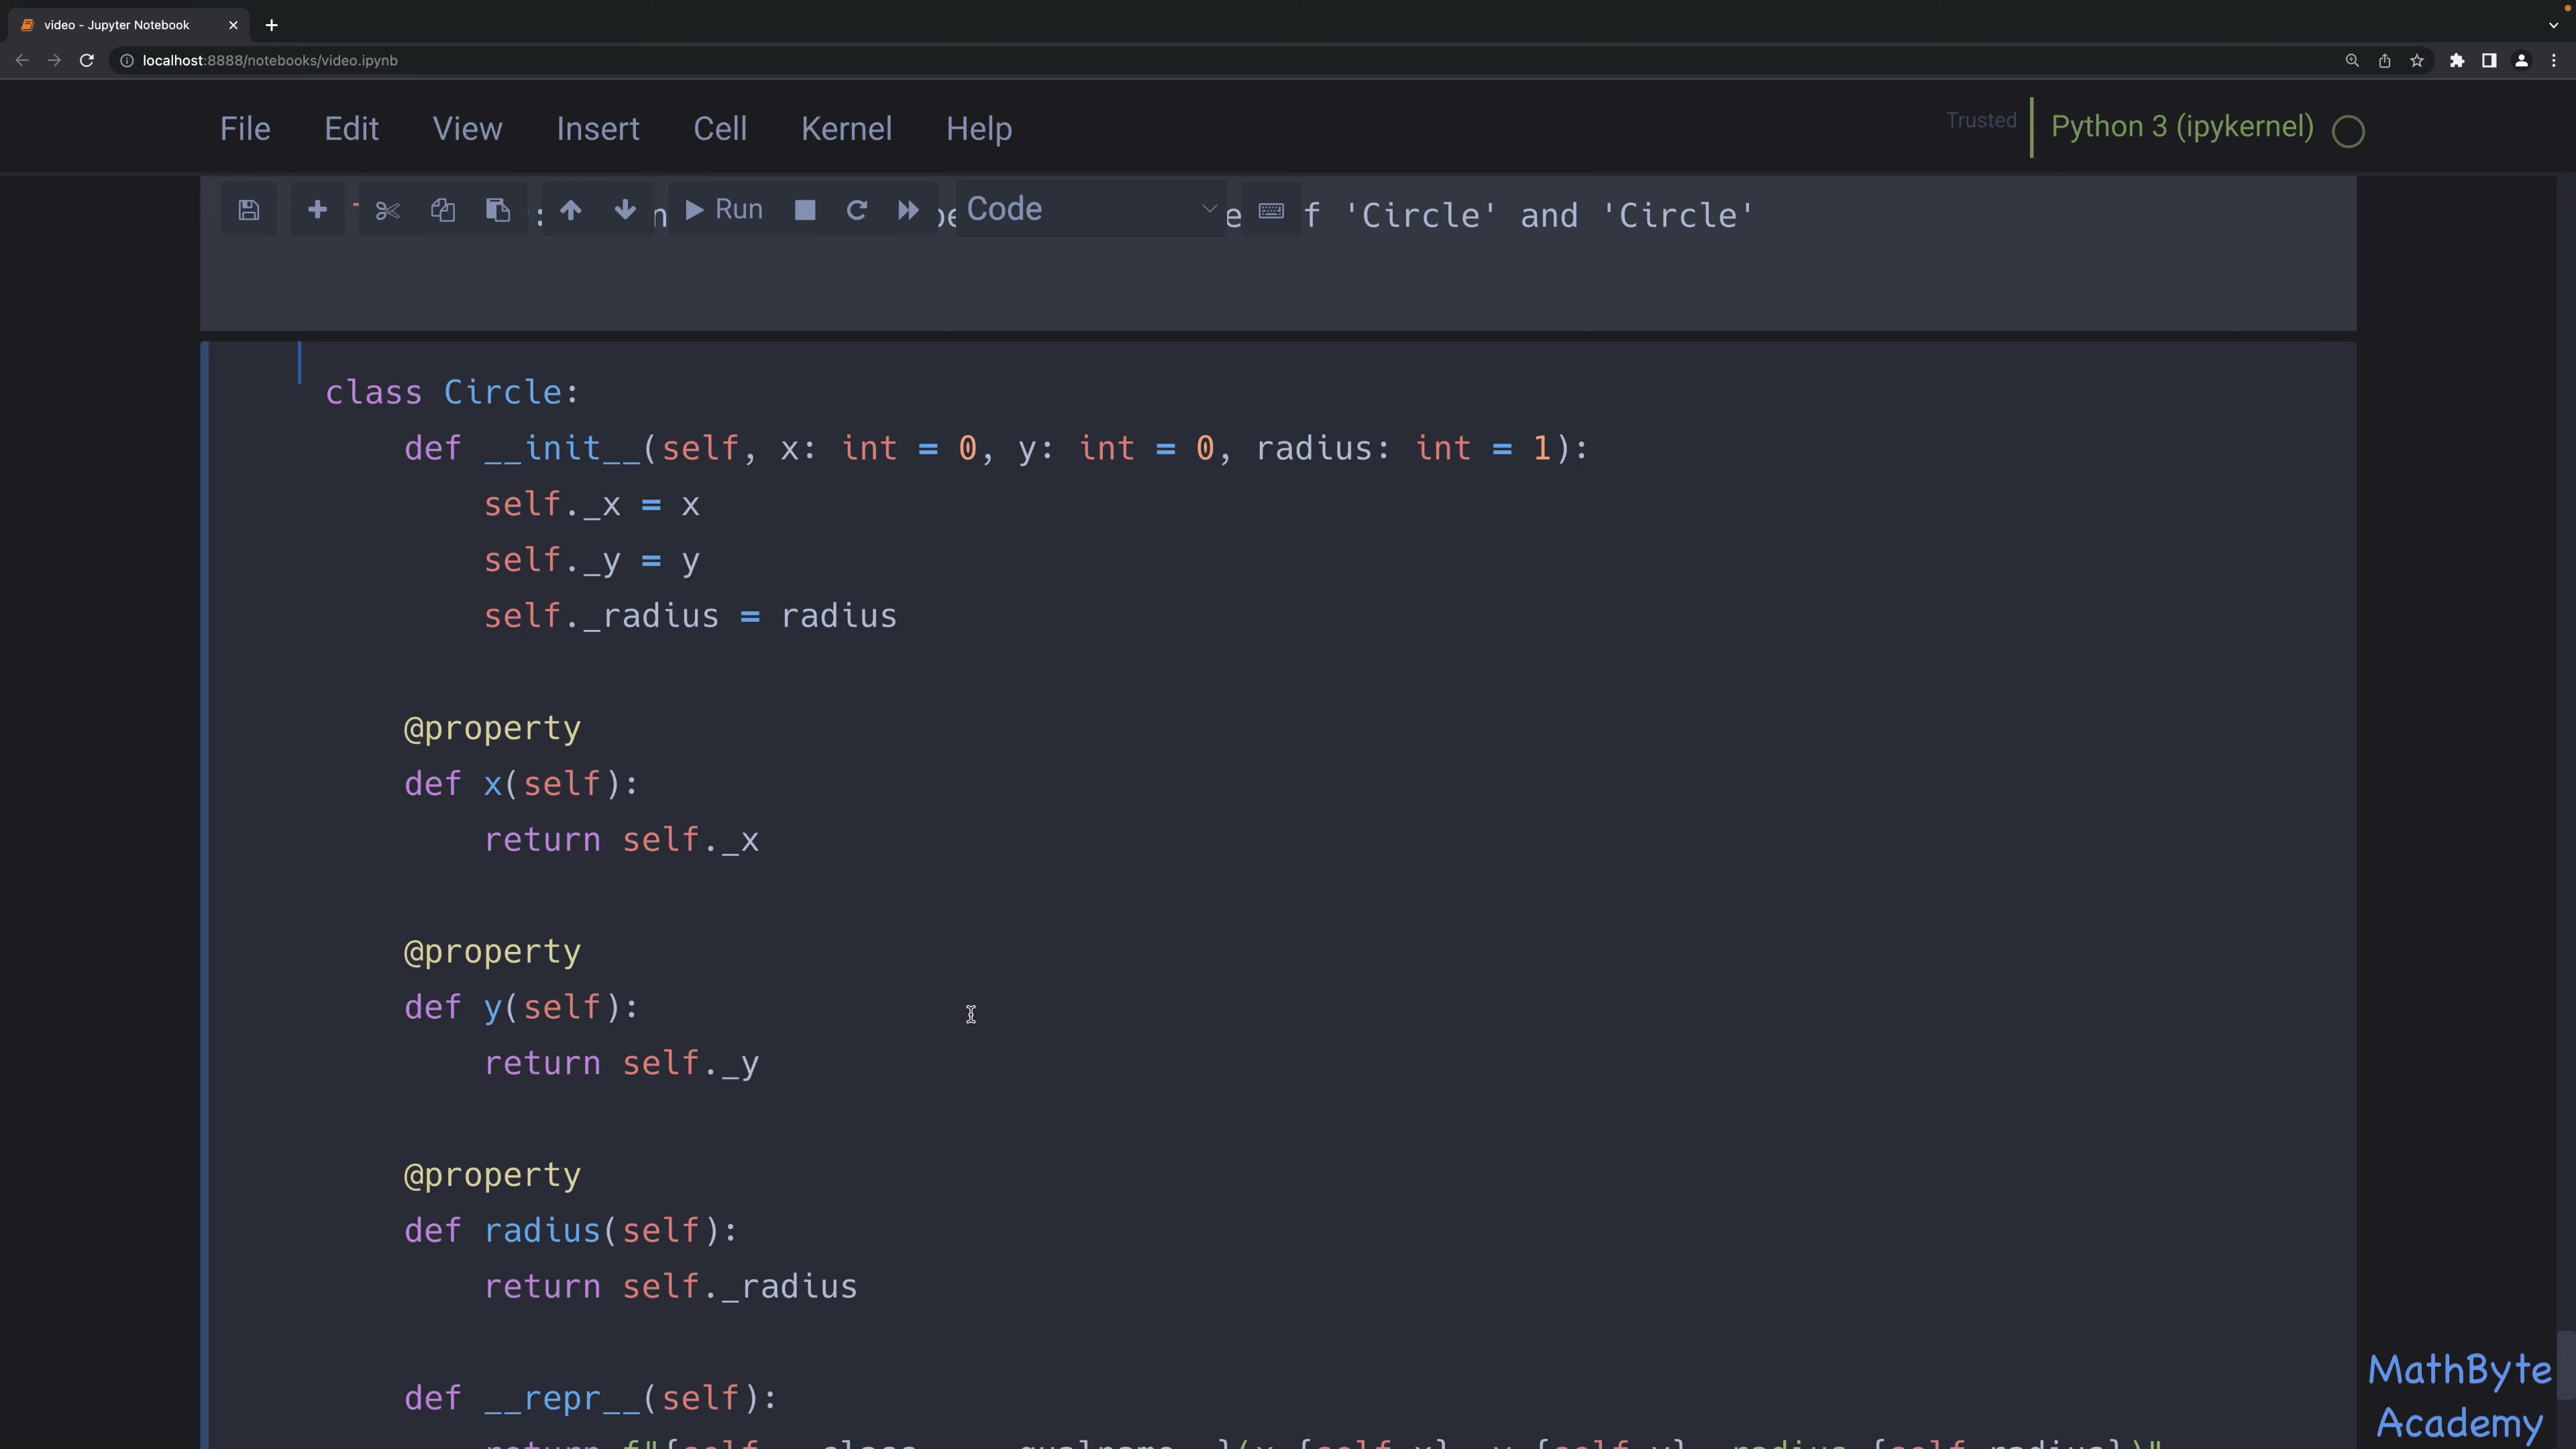 video - Jupyter Notebook
localhost:8888/notebooks/video.ipynb
File Edit View Insert Cell Kernel Help
Trusted Python 3 (ipykernel)
Run Code f 'Circle' and 'Circle'
class Circle:
    def __init__(self, x: int = 0, y: int = 0, radius: int = 1):
        self._x = x
        self._y = y
        self._radius = radius
    @property
    def x(self):
        return self._x
    @property
    def y(self):
        return self._y
    @property
    def radius(self):
        return self._radius
    def __repr__(self):
MathByte
Academy